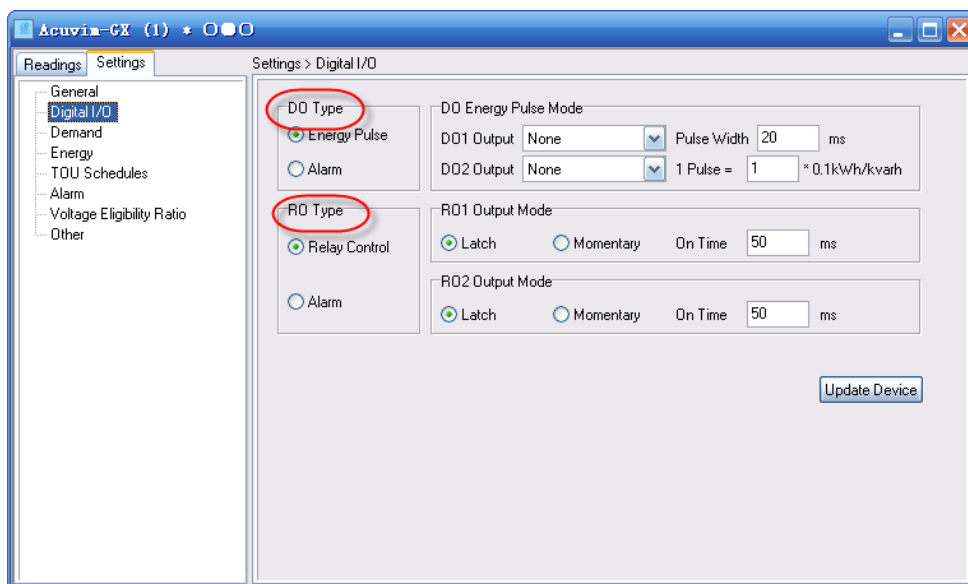 Acuvim-GX (1) * O●O
Readings Settings
Settings > Digital I/O
General
Digital I/O
Demand
Energy
TOU Schedules
Alarm
Voltage Eligibility Ratio
Other
DO Type
Energy Pulse
Alarm
DO Energy Pulse Mode
DO1 Output None Pulse Width 20 ms
DO2 Output None 1 Pulse = 1 * 0.1kWh/kvarh
RO Type
Relay Control
Alarm
RO1 Output Mode
Latch Momentary On Time 50 ms
RO2 Output Mode
Latch Momentary On Time 50 ms
Update Device